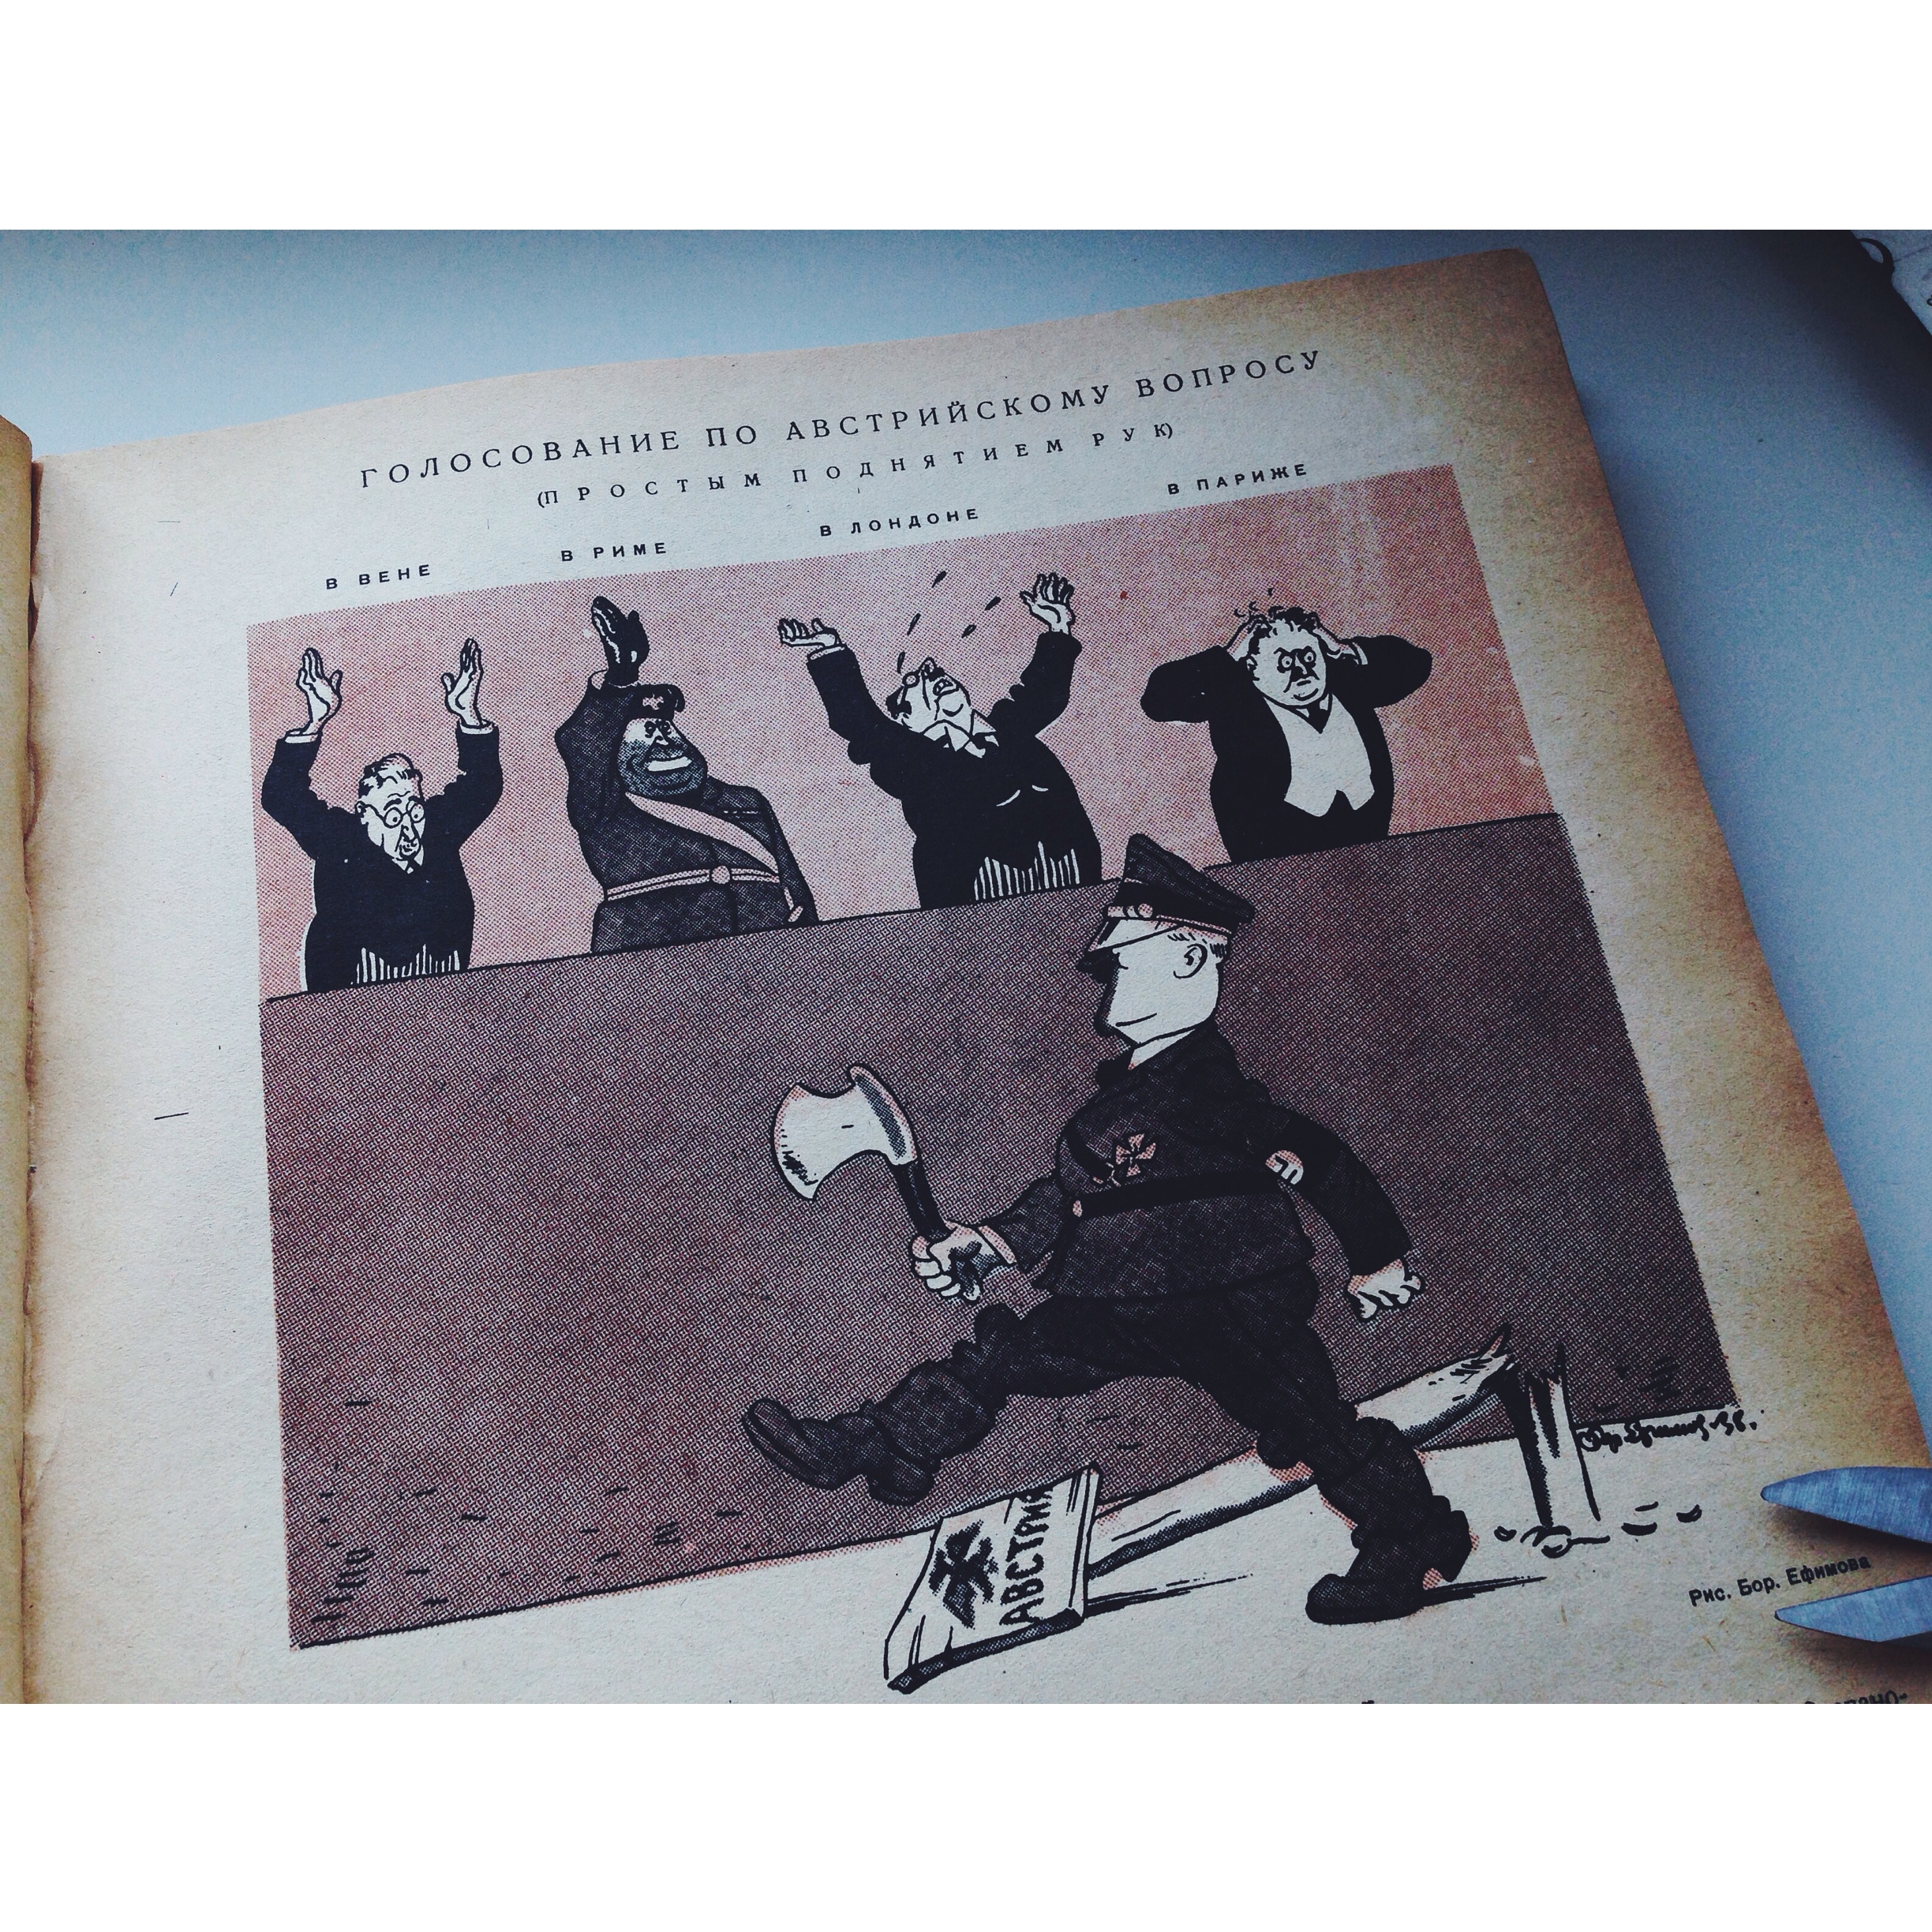 ГОЛОСОВАНИЕ ПО АВСТРИЙСКОМУ ВОПРОСУ
(ПРОСТЫМ ПОДНЯТИЕМ РУК)
В ВЕНЕ
В РИМЕ
В ЛОНДОНЕ
В ПАРИЖЕ
АВСТРИЯ
Рис. Бор. Ефимова